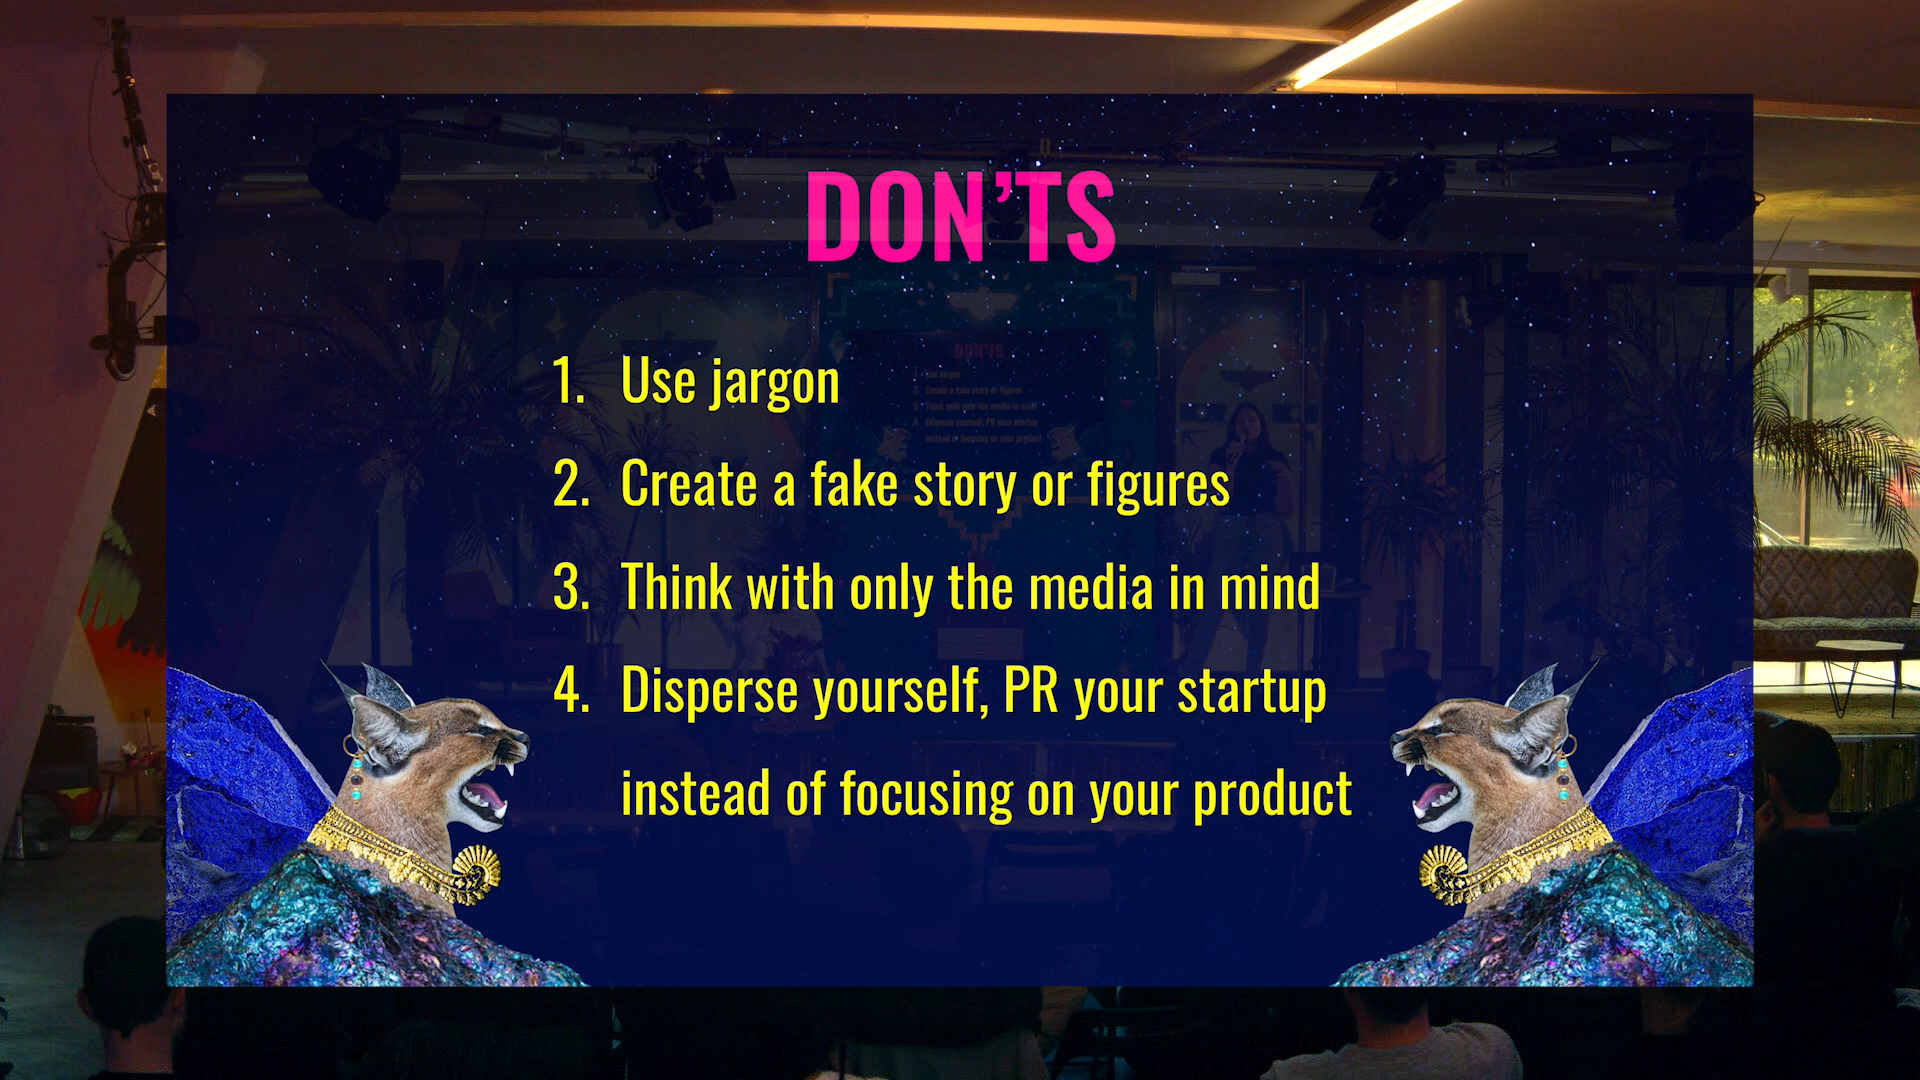 DON'TS
1. Use jargon
2. Create a fake story or figures
3. Think with only the media in mind
4. Disperse yourself, PR your startup
instead of focusing on your product